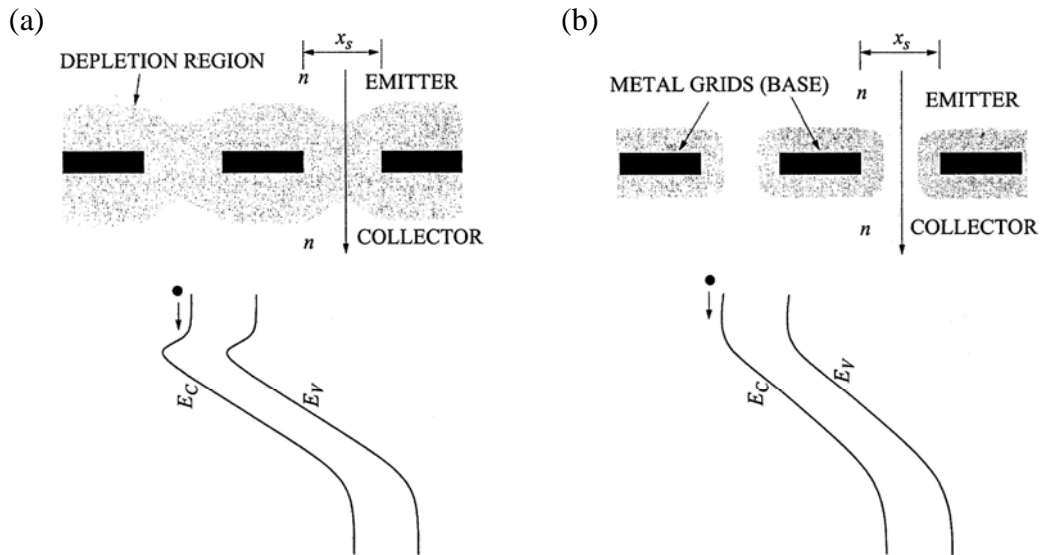 (a)
x_s
DEPLETION REGION
n
EMITTER
n
COLLECTOR
E_C
E_V
(b)
x_s
METAL GRIDS (BASE)
n
EMITTER
n
COLLECTOR
E_C
E_V